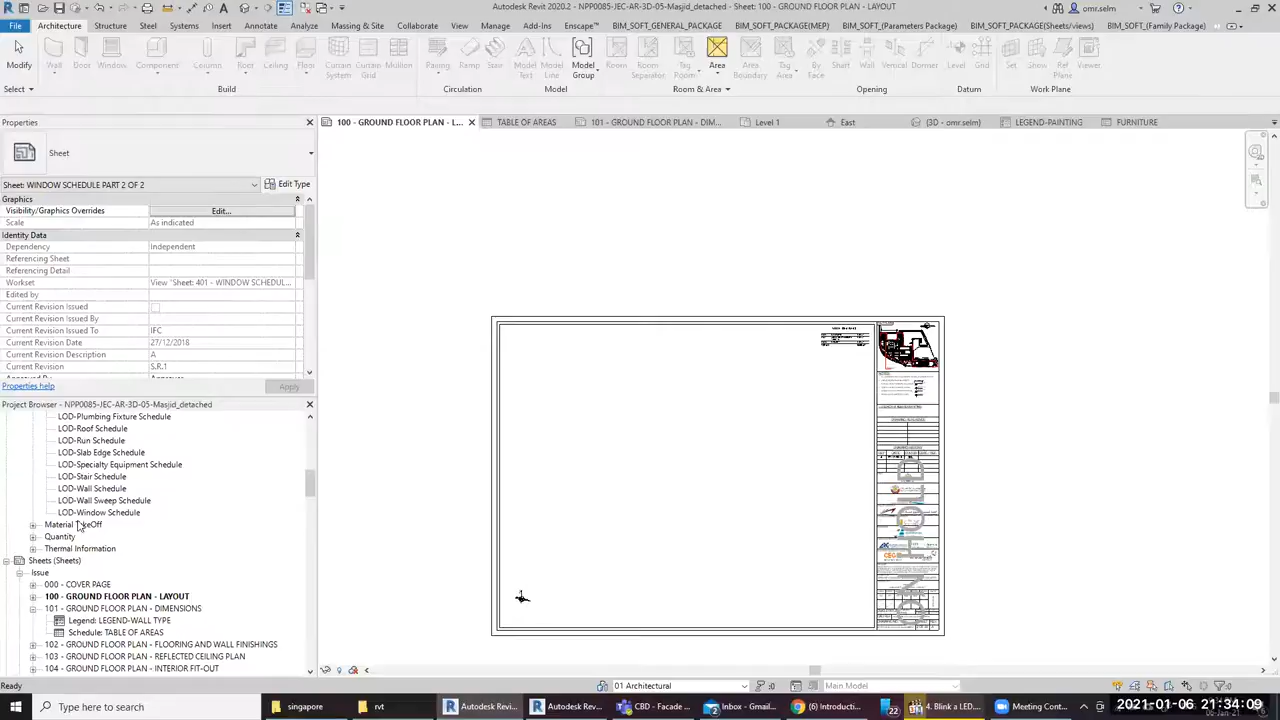 Autodesk Revit 2020.2 - NPP0085-IEC-AR-3D-05-Masjid_detached - Sheet: 100 - GROUND FLOOR PLAN - LAYOUT
omr.selm
File Architecture Structure Steel Systems Insert Annotate Analyze Massing & Site Collaborate View Manage Add-Ins Enscape™ BIM_SOFT_GENERAL_PACKAGE BIM_SOFT_PACKAGE(MEP) BIM_SOFT_(Parameters Package) BIM_SOFT_PACKAGE(Sheets/views) BIM_SOFT_(Family Package)
Modify Wall Door Window Component Column Roof Ceiling Floor Curtain System Curtain Grid Mullion Railing Ramp Stair Model Text Model Line Model Group Room Room Separator Tag Room Area Area Boundary Tag Area By Face Shaft Wall Vertical Dormer Level Grid Set Show Ref Plane Viewer
Select Build Circulation Model Room & Area Opening Datum Work Plane
Properties
100 - GROUND FLOOR PLAN - L... TABLE OF AREAS 101 - GROUND FLOOR PLAN - DIM... Level 1 East (3D - omr.selm) LEGEND-PAINTING FURNITURE
Sheet
Sheet: WINDOW SCHEDULE PART 2 OF 2 Edit Type
Graphics
Visibility/Graphics Overrides Edit...
Scale As indicated
Identity Data
Dependency Independent
Referencing Sheet
Referencing Detail
Workset View "Sheet: 401 - WINDOW SCHEDUL...
Edited by
Current Revision Issued
Current Revision Issued By
Current Revision Issued To IFC
Current Revision Date 27/12/2018
Current Revision Description A
Current Revision S.R.1
Properties help Apply
Project Browser - NPP0085-IEC-AR-3D-05-Masjid_detached
LOD-Plumbing Fixture Schedule
LOD-Roof Schedule
LOD-Run Schedule
LOD-Slab Edge Schedule
LOD-Specialty Equipment Schedule
LOD-Stair Schedule
LOD-Wall Schedule
LOD-Wall Sweep Schedule
LOD-Window Schedule
Material TakeOff
Quantity
Thermal Information
Sheets (Sheets)
Issue
000 - COVER PAGE
100 - GROUND FLOOR PLAN - LAYOUT
101 - GROUND FLOOR PLAN - DIMENSIONS
Legend: LEGEND-WALL TYPE
Schedule: TABLE OF AREAS
102 - GROUND FLOOR PLAN - FLOORING AND WALL FINISHINGS
103 - GROUND FLOOR PLAN - REFLECTED CEILING PLAN
104 - GROUND FLOOR PLAN - INTERIOR FIT-OUT
Ready 01 Architectural :0 Main Model :0
Type here to search singapore rvt Autodesk Revi... Autodesk Rev... CBD - Facade ... Inbox - Gmail ... (6) Introducti... 22 4. Blink a LED... Meeting Cont... 2021-01-06 21:34:09